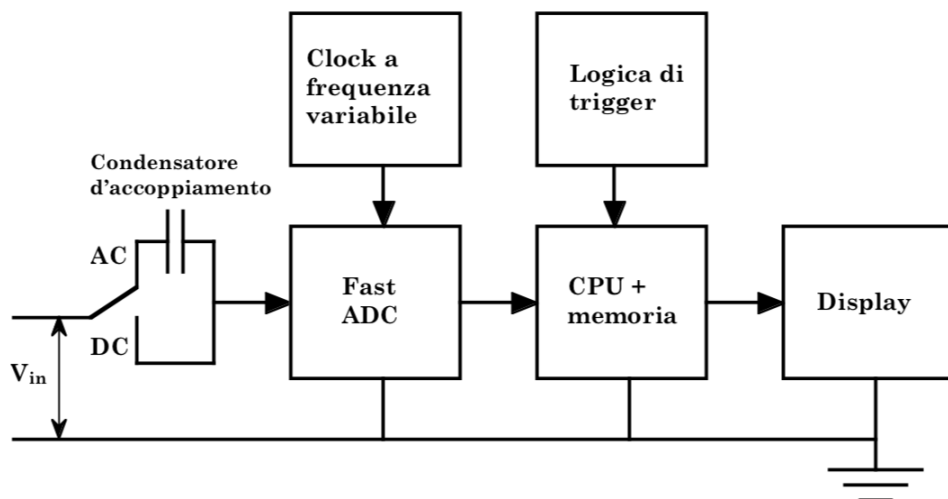 Clock a
frequenza
variabile
Logica di
trigger
Condensatore
d'accoppiamento
AC
DC
Vin
Fast
ADC
CPU +
memoria
Display